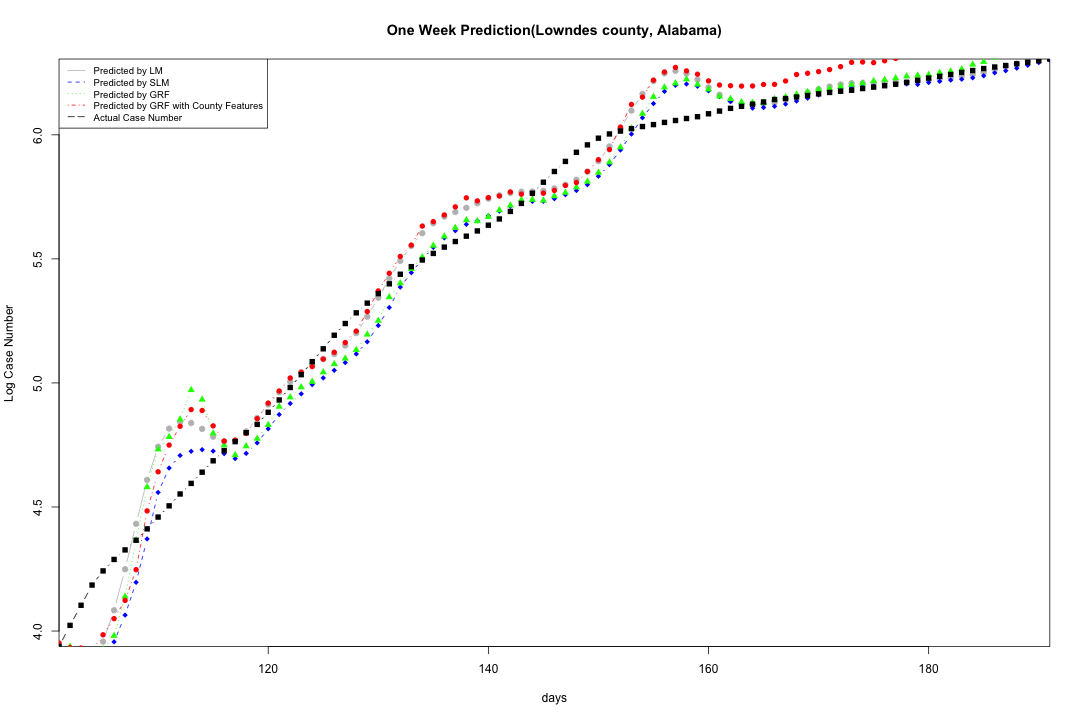 One Week Prediction(Lowndes county, Alabama)
Predicted by LM
Predicted by SLM
Predicted by GRF
Predicted by GRF with County Features
Actual Case Number
Log Case Number
6.0
5.5
5.0
4.5
4.0
120 140 160 180
days